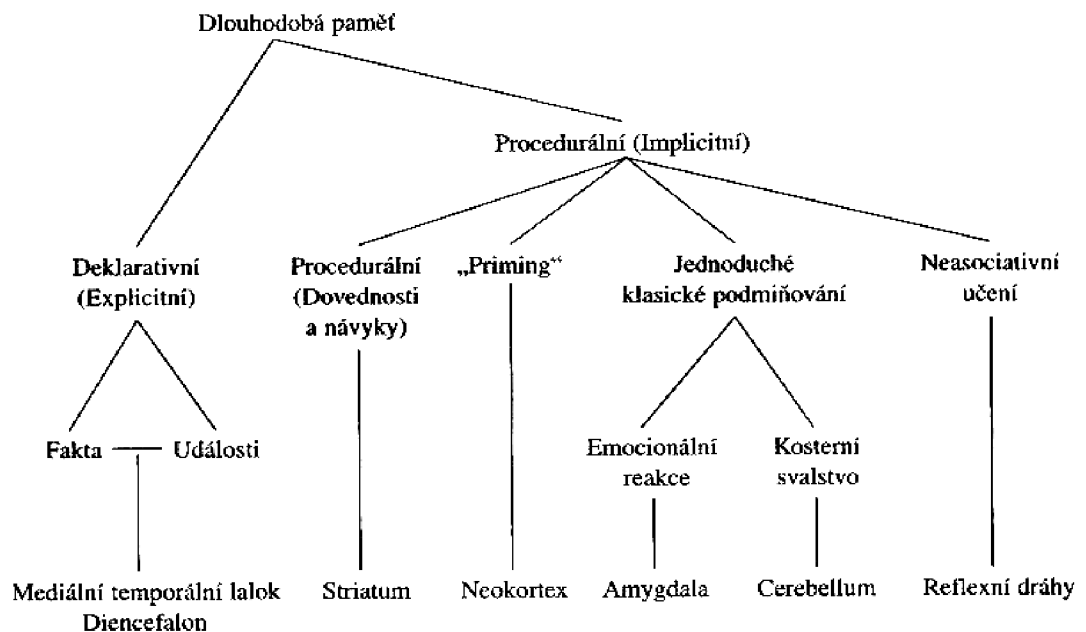 Dlouhodobá paměť
Procedurální (Implicitní)
Deklarativní
(Explicitní)
Procedurální
(Dovednosti
a návyky)
„Priming“
Jednoduché
klasické podmiňování
Neasociativní
učení
Fakta
Události
Emocionální
reakce
Kosterní
svalstvo
Mediální temporální lalok
Diencefalon
Striatum
Neokortex
Amygdala
Cerebellum
Reflexní dráhy